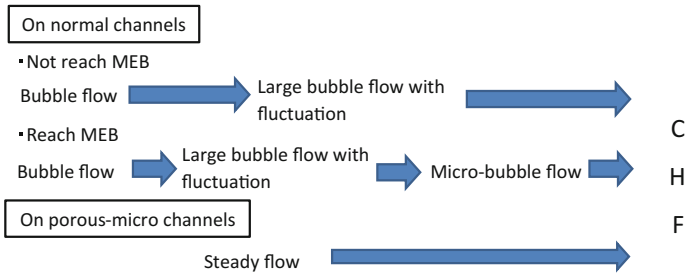 On normal channels
・Not reach MEB
Bubble flow
Large bubble flow with
fluctuation
・Reach MEB
Bubble flow
Large bubble flow with
fluctuation
Micro-bubble flow
C
H
F
On porous-micro channels
Steady flow